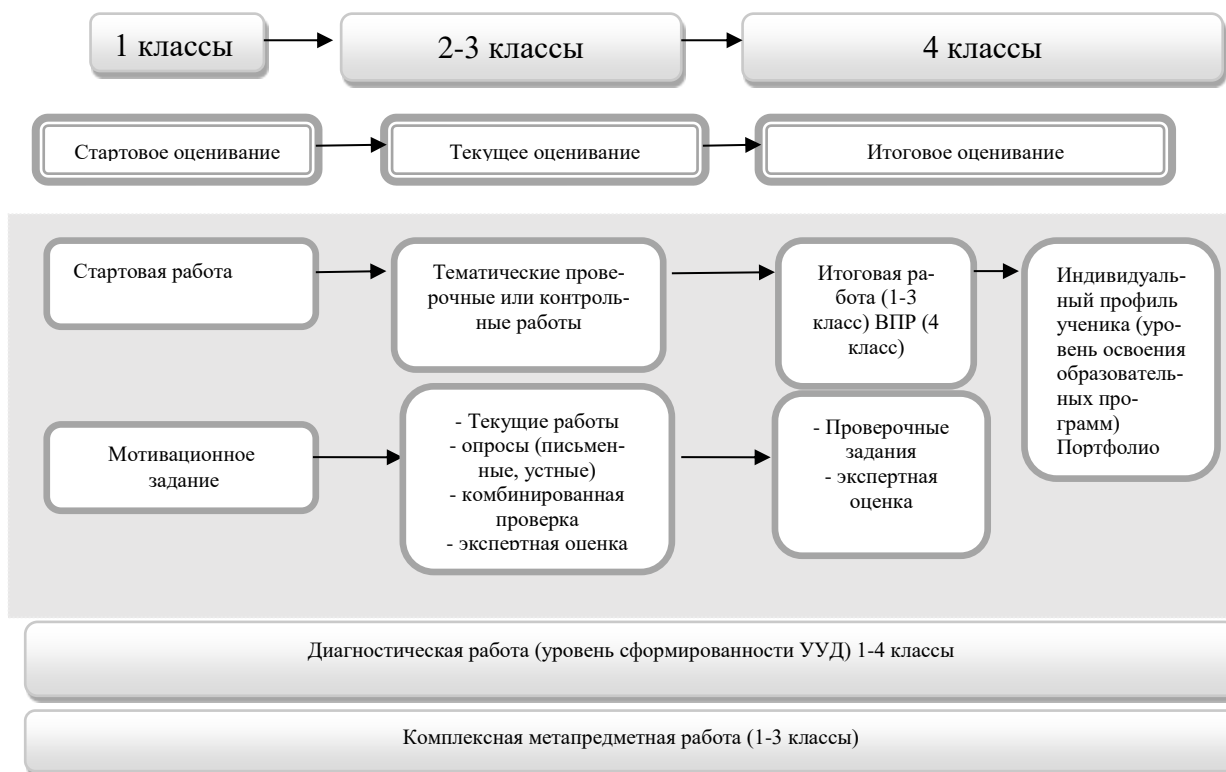 1 классы
2-3 классы
4 классы
Стартовое оценивание
Текущее оценивание
Итоговое оценивание
Стартовая работа
Тематические прове-
рочные или контроль-
ные работы
Итоговая ра-
бота (1-3
класс) ВПР (4
класс)
Индивидуаль-
ный профиль
ученика (уро-
вень освоения
образователь-
ных про-
грамм)
Портфолио
Мотивационное
задание
- Текущие работы
- опросы (письмен-
ные, устные)
- комбинированная
проверка
- экспертная оценка
- Проверочные
задания
- экспертная
оценка
Диагностическая работа (уровень сформированности УУД) 1-4 классы
Комплексная метапредметная работа (1-3 классы)